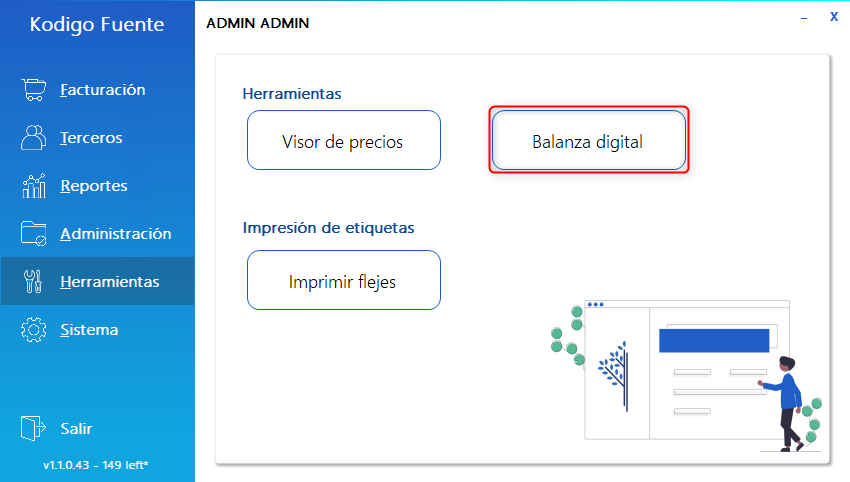 Kodigo Fuente
ADMIN ADMIN
– X
Facturación
Terceros
Reportes
Administración
Herramientas
Sistema
Salir
v1.1.0.43 - 149 left*
Herramientas
Visor de precios
Balanza digital
Impresión de etiquetas
Imprimir flejes